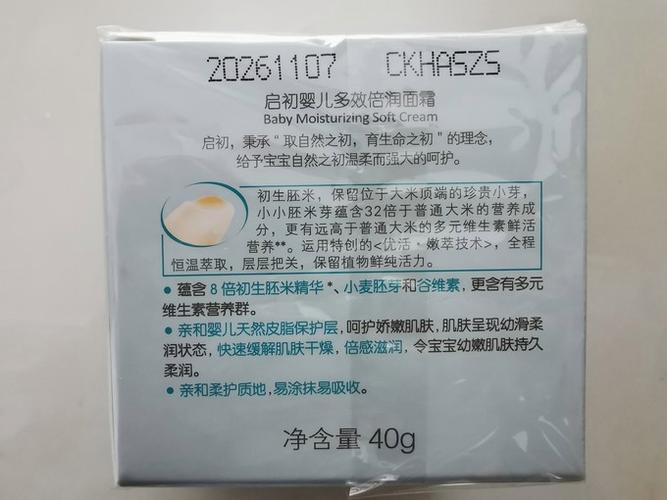 20261107 CKHASZS
启初婴儿多效倍润面霜
Baby Moisturizing Soft Cream
启初，秉承“取自然之初，育生命之初”的理念，
给予宝宝自然之初温柔而强大的呵护。
初生胚米，保留位于大米顶端的珍贵小芽，
小小胚米芽蕴含32倍于普通大米的营养成
分，更有远高于普通大米的多元维生素鲜活
营养**。运用特创的<优活·嫩萃技术>，全程
恒温萃取，层层把关，保留植物鲜纯活力。
●蕴含8倍初生胚米精华*、小麦胚芽和谷维素，更含有多元
维生素营养群。
●亲和婴儿天然皮脂保护层，呵护娇嫩肌肤，肌肤呈现幼滑柔
润状态，快速缓解肌肤干燥，倍感滋润，令宝宝幼嫩肌肤持久
柔润。
●亲和柔护质地，易涂抹易吸收。
净含量 40g